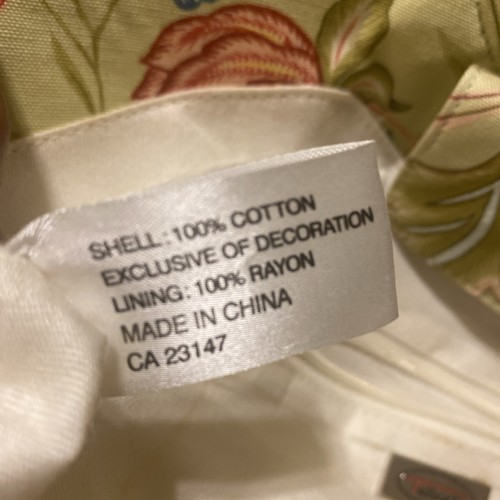 SHELL: 100% COTTON
EXCLUSIVE OF DECORATION
LINING: 100% RAYON
MADE IN CHINA
CA 23147